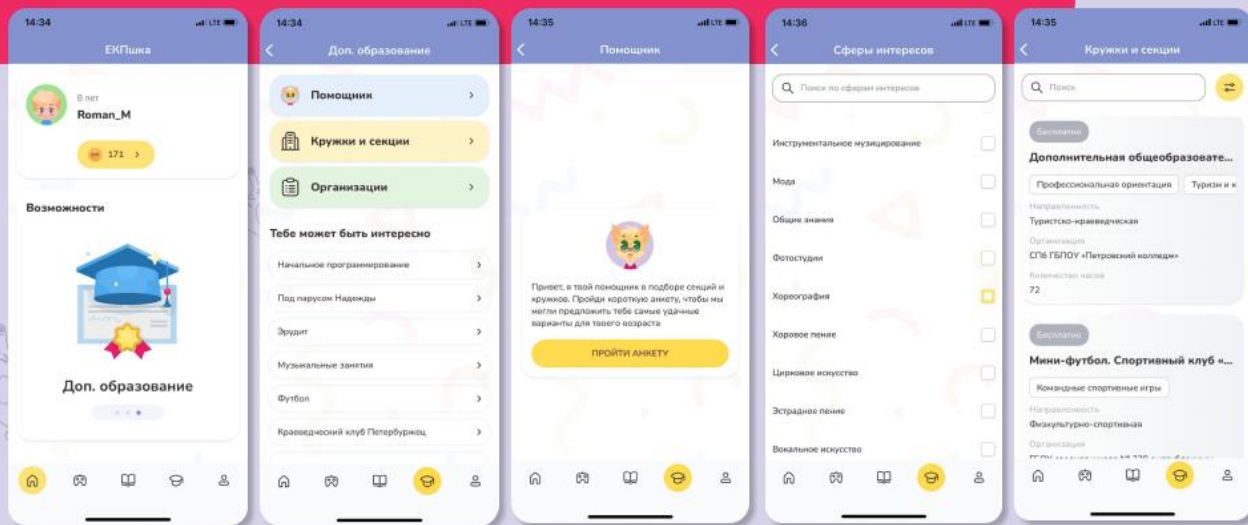 14:34
LTE
ЕКПшка
8 лет
Roman_M
171
Возможности
Доп. образование
14:34
LTE
Доп. образование
Помощник
Кружки и секции
Организации
Тебе может быть интересно
Начальное программирование
Под парусом Надежды
Эрудит
Музыкальные занятия
Футбол
Краеведческий клуб Петербуржец
14:35
LTE
Помощник
Привет, я твой помощник в подборе секций и
кружков. Пройди короткую анкету, чтобы мы
могли предложить тебе самые удачные
варианты для твоего возраста
ПРОЙТИ АНКЕТУ
14:36
LTE
Сферы интересов
Поиск по сферам интересов
Инструментальное музицирование
Мода
Общие знания
Фотостудии
Хореография
Хоровое пение
Цирковое искусство
Эстрадное пение
Вокальное искусство
14:35
LTE
Кружки и секции
Поиск
Бесплатно
Дополнительная общеобразовате...
Профессиональная ориентация
Туризм и к
Направленность
Туристско-краеведческая
Организация
СПб ГБПОУ «Петровский колледж»
Количество часов
72
Бесплатно
Мини-футбол. Спортивный клуб «...
Командные спортивные игры
Направленность
Физкультурно-спортивная
Организация